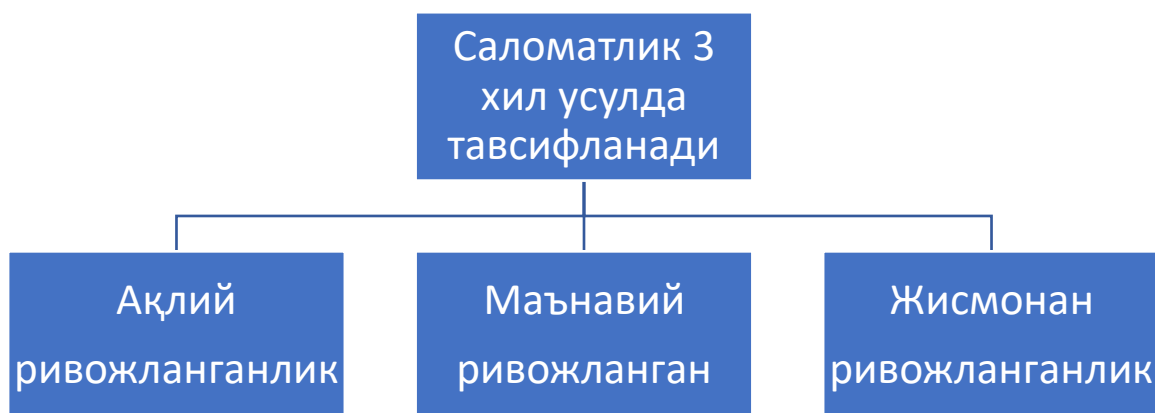 Саломатлик 3
хил усулда
тавсифланади
Ақлий
ривожланганлик
Маънавий
ривожланган
Жисмонан
ривожланганлик